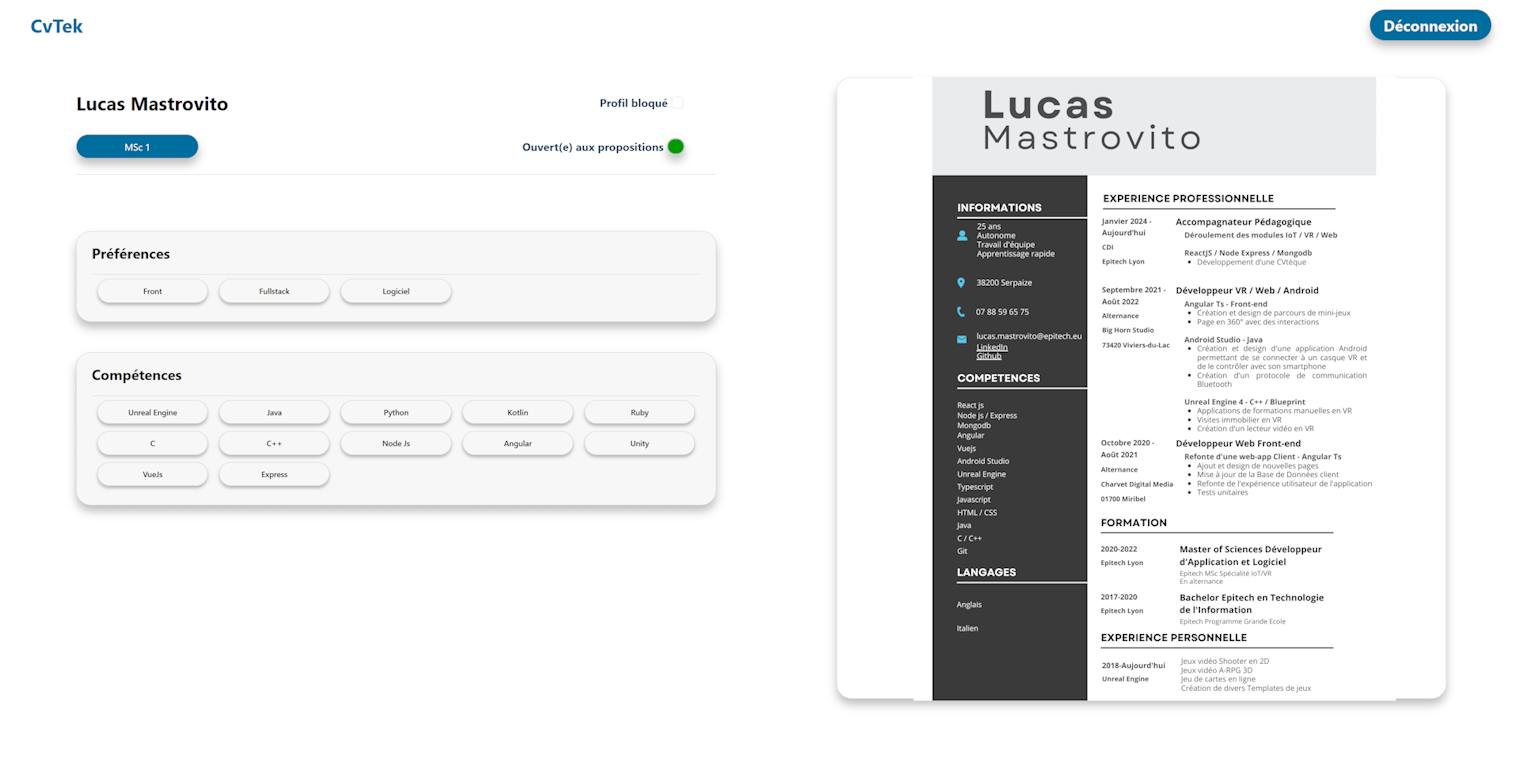 CvTek
Déconnexion
Lucas Mastrovito
Profil bloqué
MSc 1
Ouvert(e) aux propositions
Préférences
Front
Fullstack
Logiciel
Compétences
Unreal Engine
Java
Python
Kotlin
Ruby
C
C++
Node Js
Angular
Unity
VueJs
Express
Lucas
Mastrovito
INFORMATIONS
25 ans
Autonome
Travail d'équipe
Apprentissage rapide
38200 Serpaize
07 88 59 65 75
lucas.mastrovito@epitech.eu
LinkedIn
Github
COMPETENCES
React js
Node js / Express
Mongodb
Angular
Vuejs
Android Studio
Unreal Engine
Typescript
Javascript
HTML / CSS
Java
C / C++
Git
LANGAGES
Anglais
Italien
EXPERIENCE PROFESSIONNELLE
Janvier 2024 -
Aujourd'hui
CDI
Epitech Lyon
Accompagnateur Pédagogique
Déroulement des modules IoT / VR / Web
ReactJS / Node Express / Mongodb
• Développement d'une CVtèque
Septembre 2021 -
Août 2022
Alternance
Big Horn Studio
73420 Viviers-du-Lac
Développeur VR / Web / Android
Angular Ts - Front-end
• Création et design de parcours de mini-jeux
• Page en 360° avec des interactions
Android Studio - Java
• Création et design d'une application Android
permettant de se connecter à un casque VR et
de le contrôler avec son smartphone
• Création d'un protocole de communication
Bluetooth
Unreal Engine 4 - C++ / Blueprint
• Applications de formations manuelles en VR
• Visites immobilier en VR
• Création d'un lecteur vidéo en VR
Octobre 2020 -
Août 2021
Alternance
Charvet Digital Media
01700 Miribel
Développeur Web Front-end
Refonte d'une web-app Client - Angular Ts
• Ajout et design de nouvelles pages
• Mise à jour de la Base de Données client
• Refonte de l'expérience utilisateur de l'application
• Tests unitaires
FORMATION
2020-2022
Epitech Lyon
Master of Sciences Développeur
d'Application et Logiciel
Epitech MSc Spécialité IoT/VR
En alternance
2017-2020
Epitech Lyon
Bachelor Epitech en Technologie
de l'Information
Epitech Programme Grande Ecole
EXPERIENCE PERSONNELLE
2018-Aujourd'hui
Unreal Engine
Jeux vidéo Shooter en 2D
Jeux vidéo A-RPG 3D
Jeu de cartes en ligne
Création de divers Templates de jeux